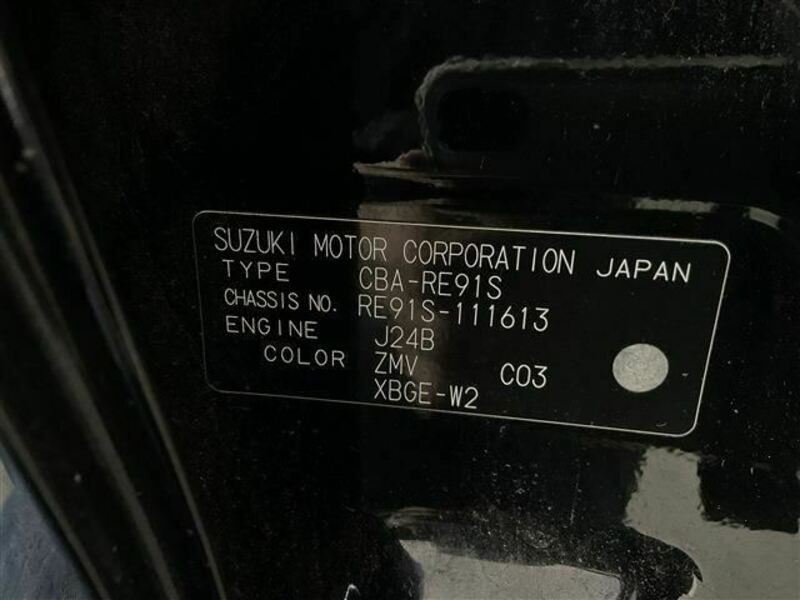 SUZUKI MOTOR CORPORATION JAPAN
TYPE CBA-RE91S
CHASSIS NO. RE91S-111613
ENGINE J24B
COLOR ZMV C03
XBGE-W2